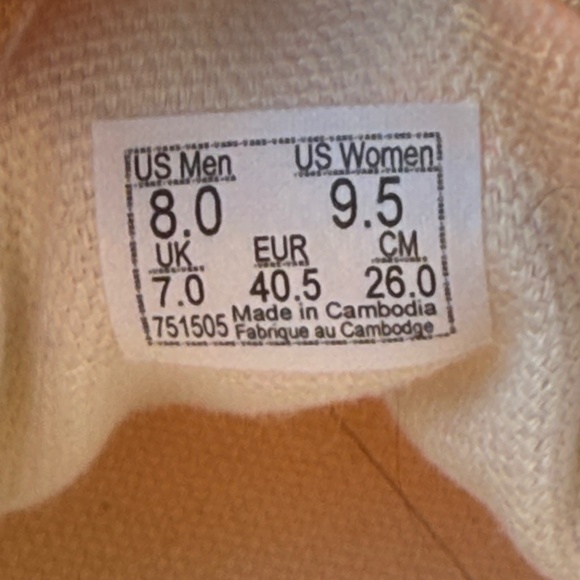 US Men US Women
8.0 9.5
UK EUR CM
7.0 40.5 26.0
751505 Made in Cambodia
Fabrique au Cambodge